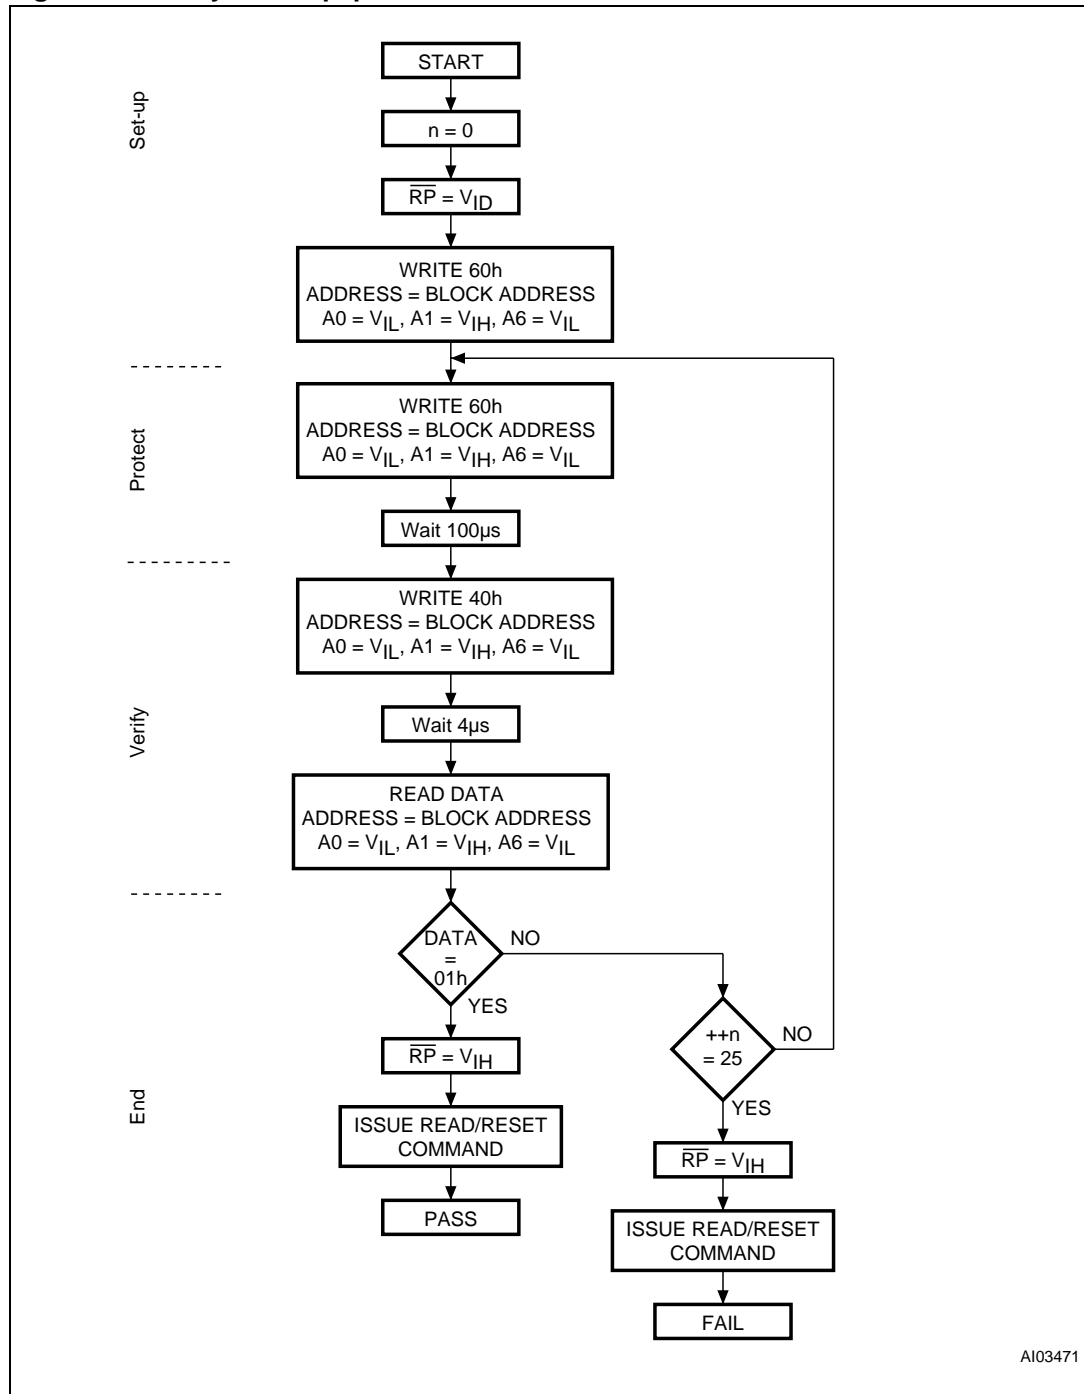 START
Set-up
n = 0
RP = VID
WRITE 60h
ADDRESS = BLOCK ADDRESS
A0 = VIL, A1 = VIH, A6 = VIL
Protect
WRITE 60h
ADDRESS = BLOCK ADDRESS
A0 = VIL, A1 = VIH, A6 = VIL
Wait 100µs
Verify
WRITE 40h
ADDRESS = BLOCK ADDRESS
A0 = VIL, A1 = VIH, A6 = VIL
Wait 4µs
READ DATA
ADDRESS = BLOCK ADDRESS
A0 = VIL, A1 = VIH, A6 = VIL
End
DATA
=
01h
NO
YES
++n
= 25
NO
YES
RP = VIH
ISSUE READ/RESET
COMMAND
PASS
RP = VIH
ISSUE READ/RESET
COMMAND
FAIL
AI03471